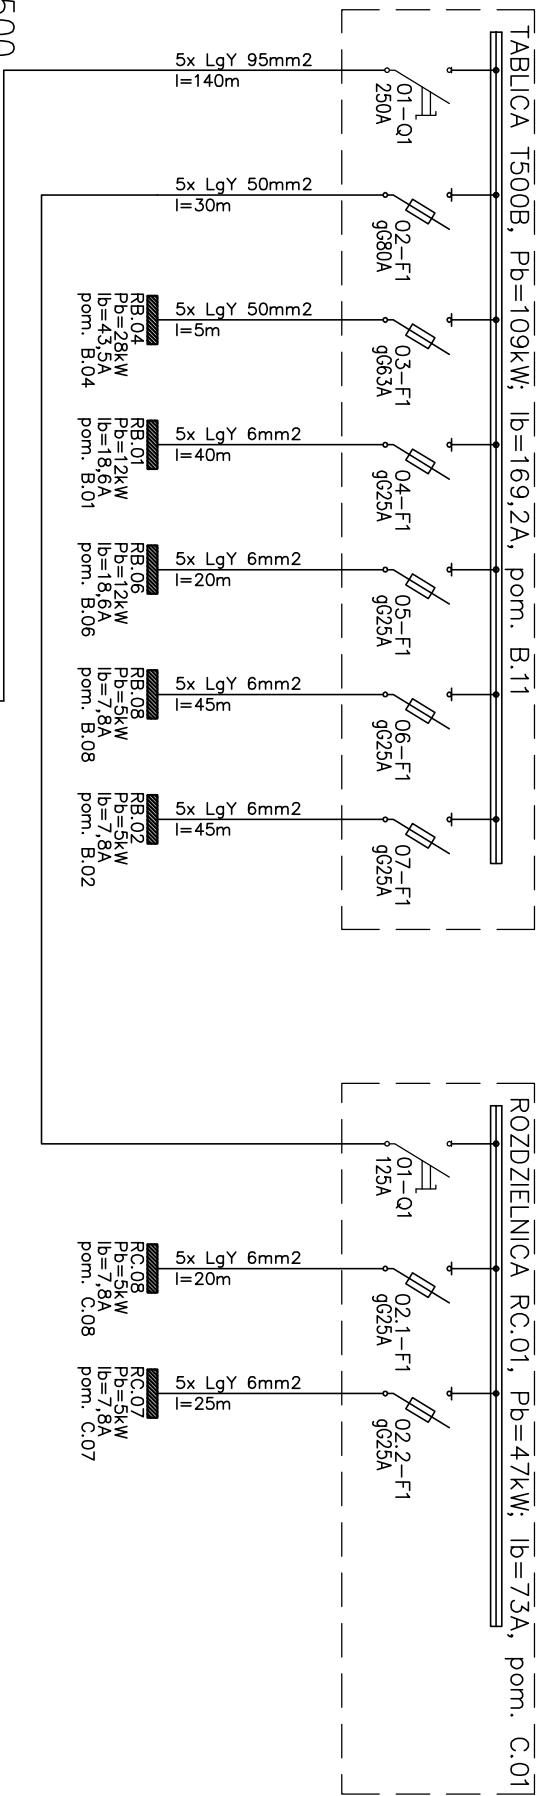 TABLICA T500B, Pb=109kW; Ib=169,2A, pom. B.11
01-Q1
250A
5x LgY 95mm2
l=140m
02-F1
gG80A
5x LgY 50mm2
l=30m
03-F1
gG63A
5x LgY 50mm2
l=5m
RB.04
Pb=28kW
Ib=43,5A
pom. B.04
04-F1
gG25A
5x LgY 6mm2
l=40m
RB.01
Pb=12kW
Ib=18,6A
pom. B.01
05-F1
gG25A
5x LgY 6mm2
l=20m
RB.06
Pb=12kW
Ib=18,6A
pom. B.06
06-F1
gG25A
5x LgY 6mm2
l=45m
RB.08
Pb=5kW
Ib=7,8A
pom. B.08
07-F1
gG25A
5x LgY 6mm2
l=45m
RB.02
Pb=5kW
Ib=7,8A
pom. B.02
ROZDZIELNICA RC.01, Pb=47kW; Ib=73A, pom. C.01
01-Q1
125A
02.1-F1
gG25A
5x LgY 6mm2
l=20m
RC.08
Pb=5kW
Ib=7,8A
pom. C.08
02.2-F1
gG25A
5x LgY 6mm2
l=25m
RC.07
Pb=5kW
Ib=7,8A
pom. C.07
500